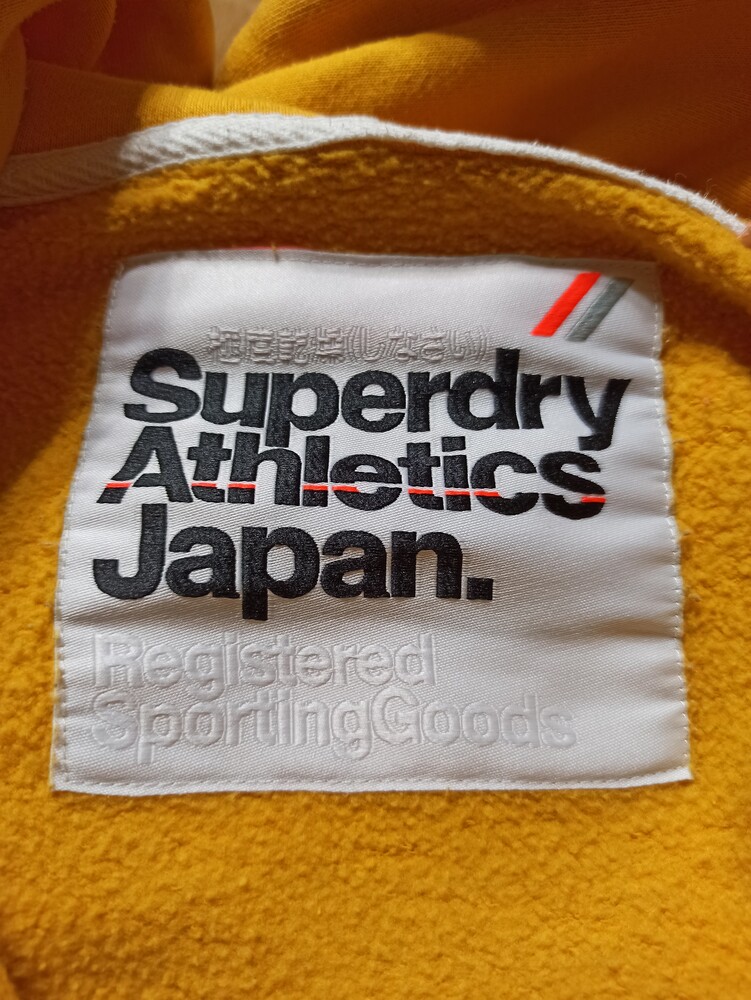 極度乾燥(しなさい)
Superdry
Athletics
Japan.
Registered
SportingGoods